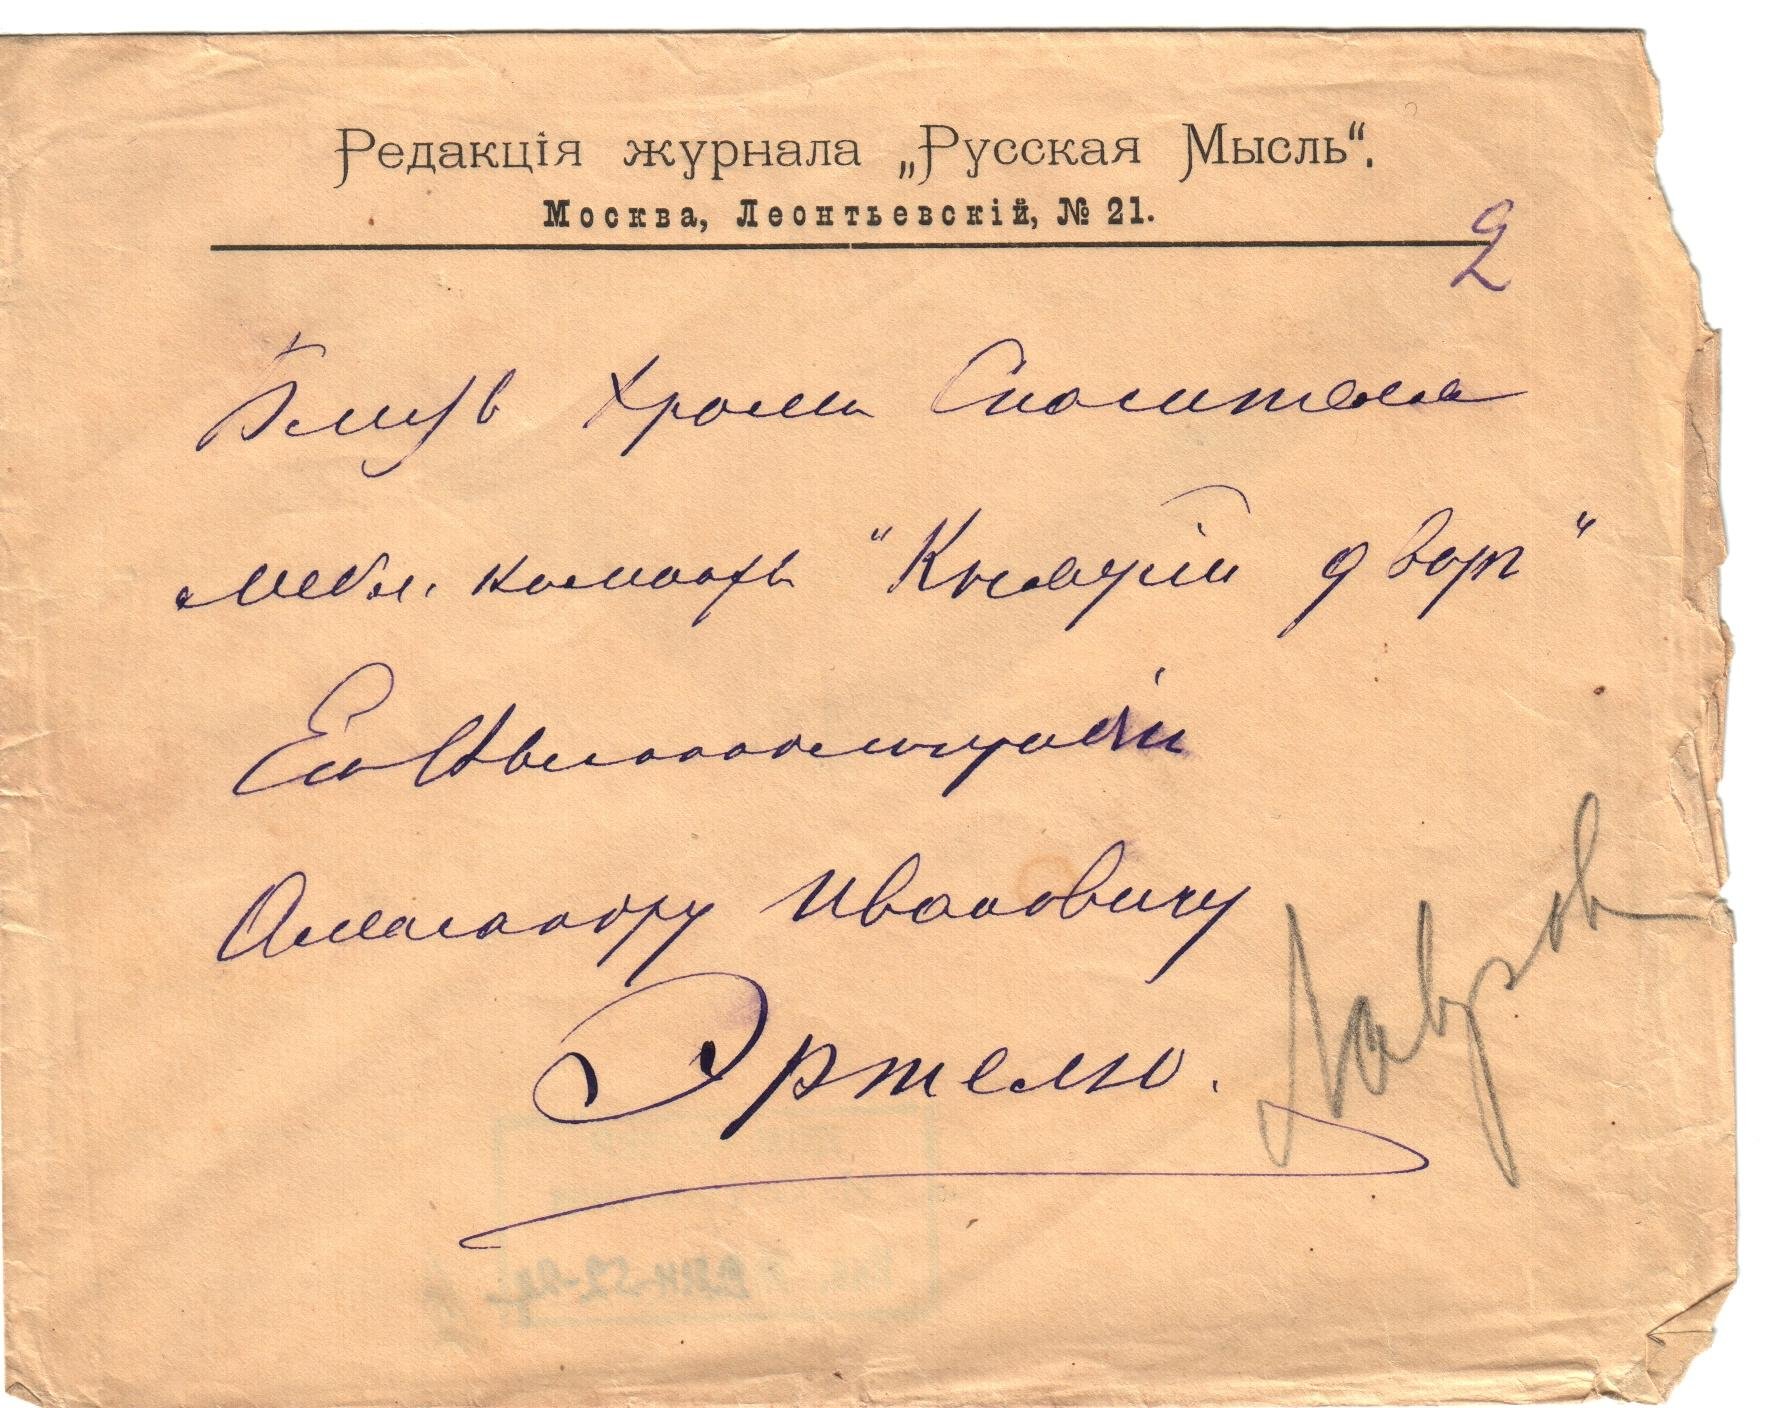 Редакція журнала „Русская Мысль“.
Москва, Леонтьевскій, № 21.
2
Близъ храма Спасителя
мебл. комнаты "Княжій дворъ"
Его Высокородію
Александру Ивановичу
Эртелю.
Лавров